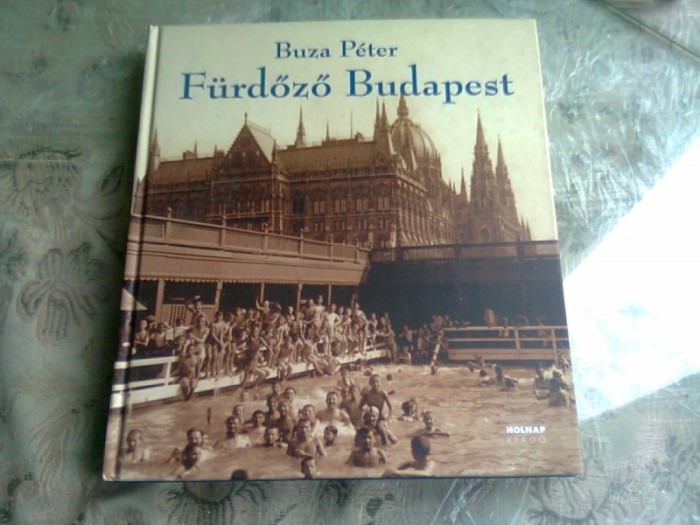 Buza Péter
Fürdőző Budapest
HOLNAP
KIADÓ